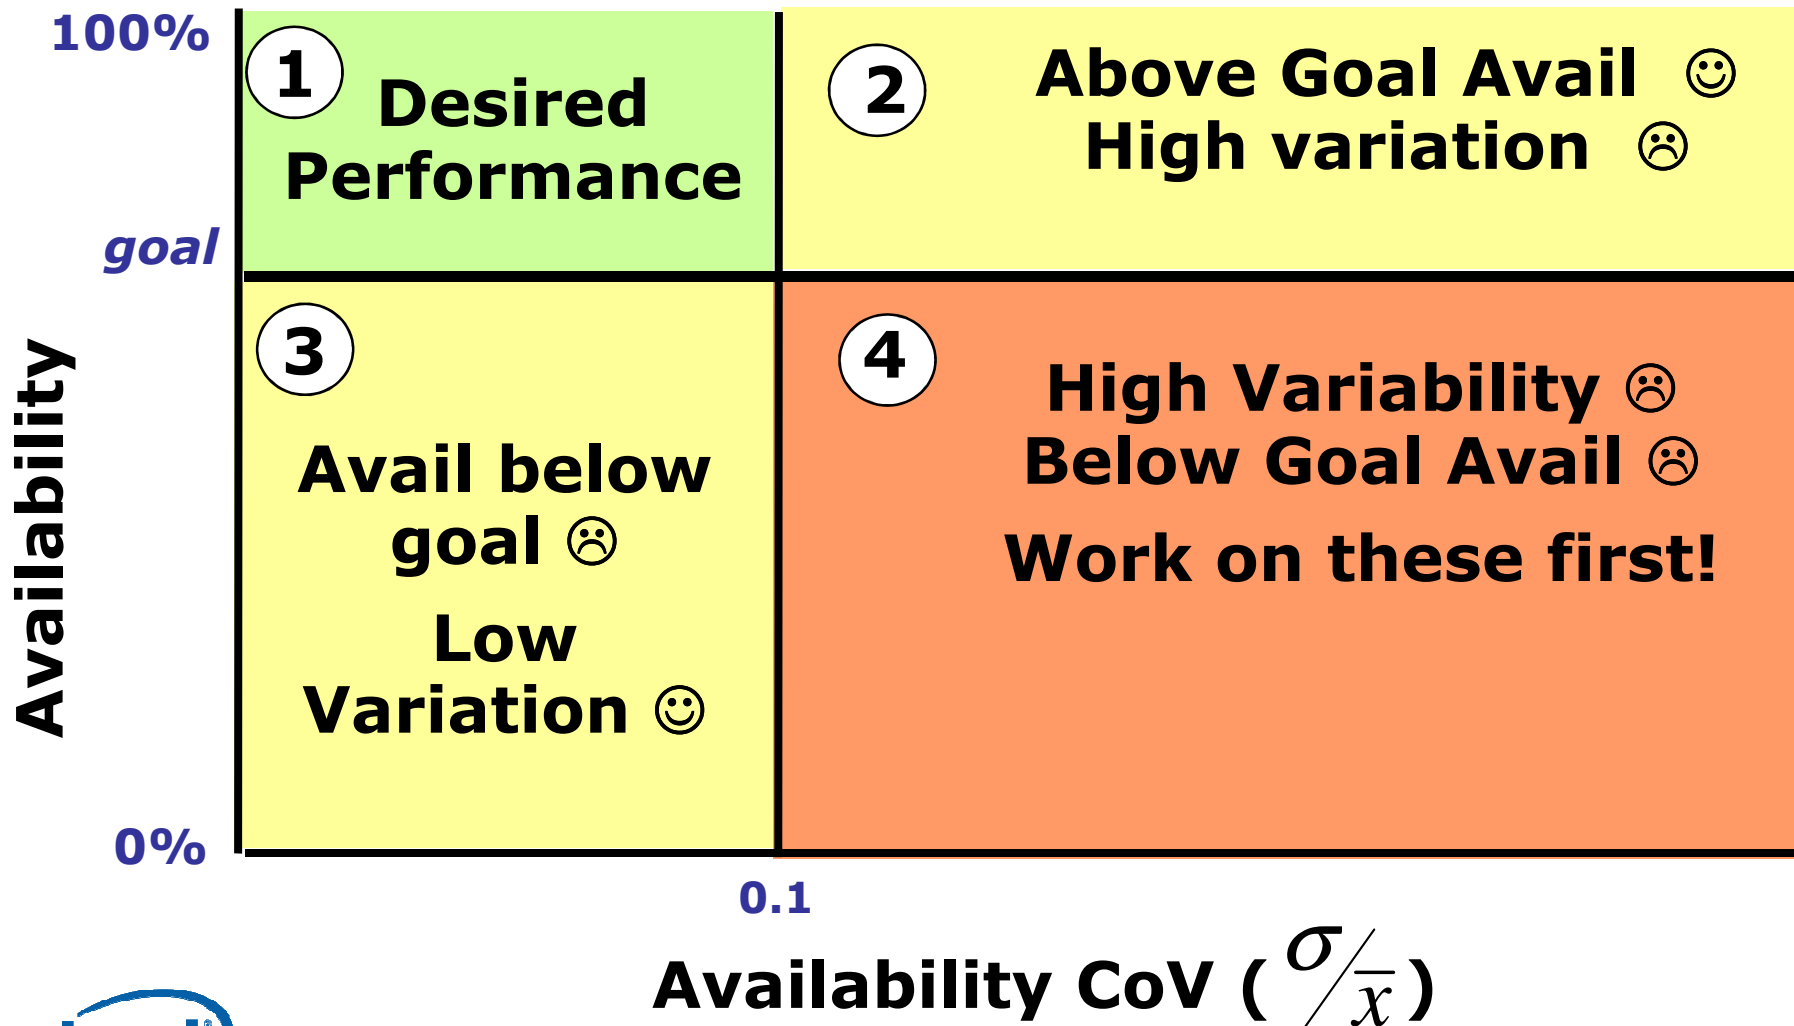 100%
goal
0%
Availability
1
Desired
Performance
2
Above Goal Avail ☺
High variation ☹
3
Avail below
goal ☹
Low
Variation ☺
4
High Variability ☹
Below Goal Avail ☹
Work on these first!
0.1
Availability CoV (σ/x̅)